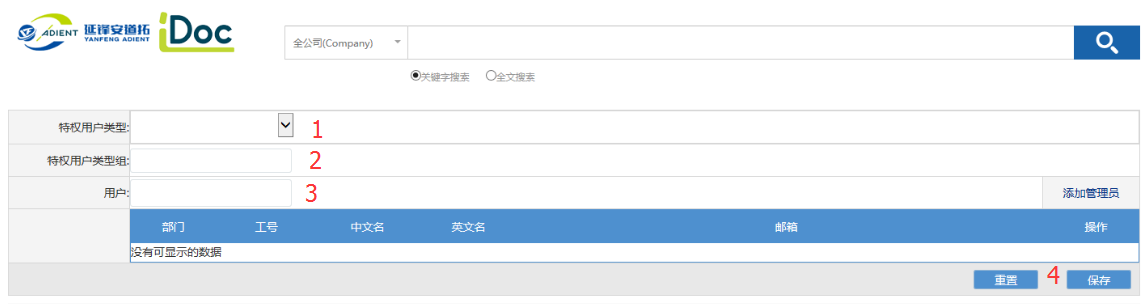 ADIENT 延锋安道拓 YANFENG ADIENT iDoc
全公司(Company)
关键字搜索 全文搜索
特权用户类型: 1
特权用户类型组: 2
用户: 3 添加管理员
部门 工号 中文名 英文名 邮箱 操作
没有可显示的数据
重置 4 保存